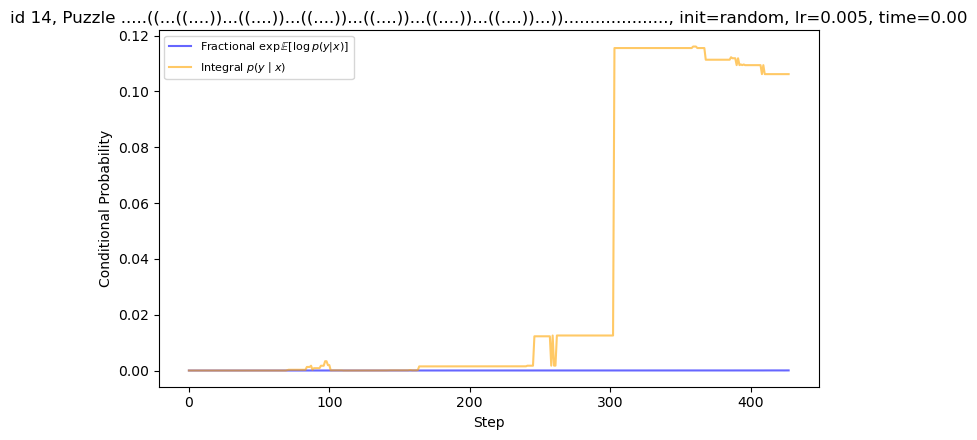 id 14, Puzzle .....((...((....))...((....))...((....))...((....))...((....))...((....))...))....................., init=random, lr=0.005, time=0.00
0.12
Fractional exp𝔼[log p(y|x)]
Integral p(y | x)
0.10
0.08
Conditional Probability
0.06
0.04
0.02
0.00
0 100 200 300 400
Step